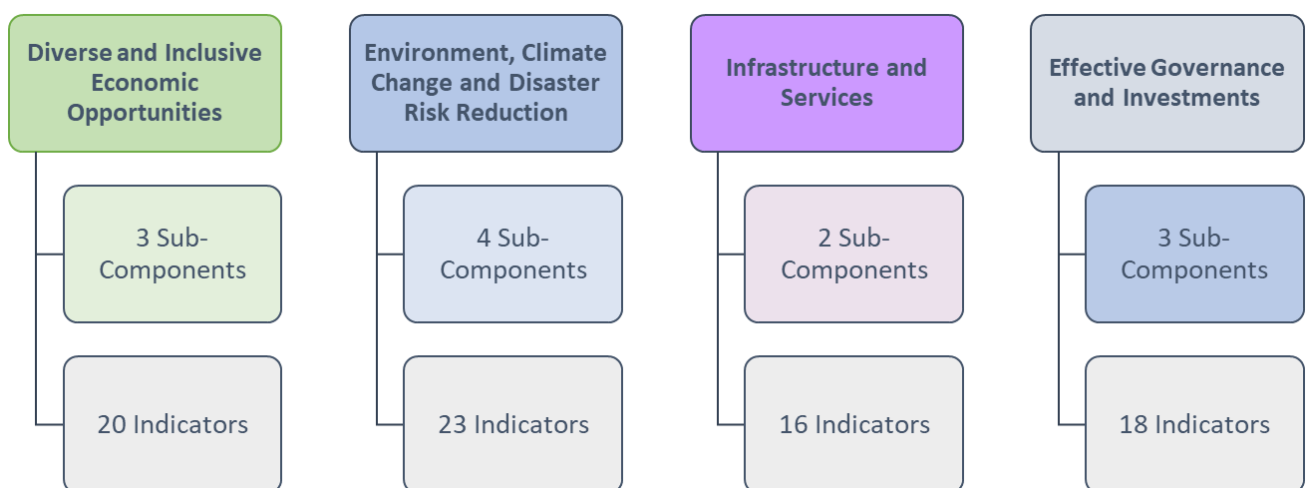 Diverse and Inclusive
Economic
Opportunities
3 Sub-
Components
20 Indicators
Environment, Climate
Change and Disaster
Risk Reduction
4 Sub-
Components
23 Indicators
Infrastructure and
Services
2 Sub-
Components
16 Indicators
Effective Governance
and Investments
3 Sub-
Components
18 Indicators